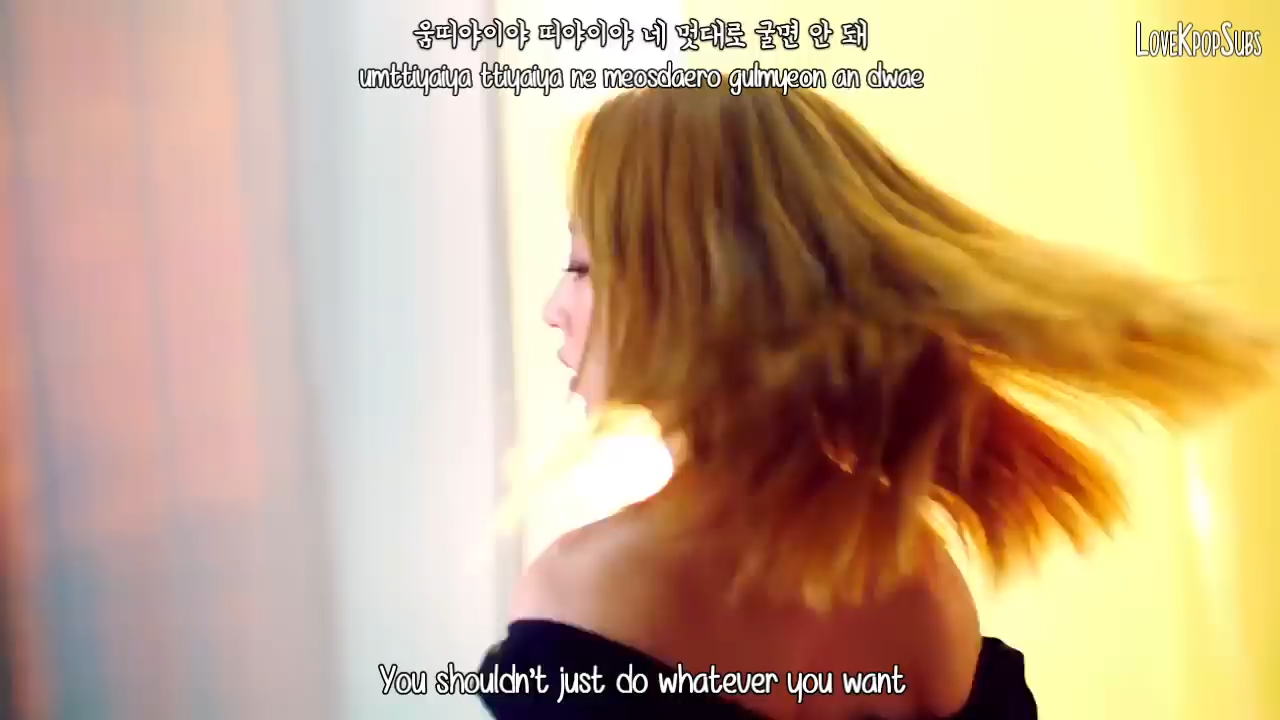 움띠야이야 띠야이야 네 멋대로 굴면 안 돼
umttiyaiya ttiyaiya ne meosdaero gulmyeon an dwae
LoveKpopSubs
You shouldn't just do whatever you want